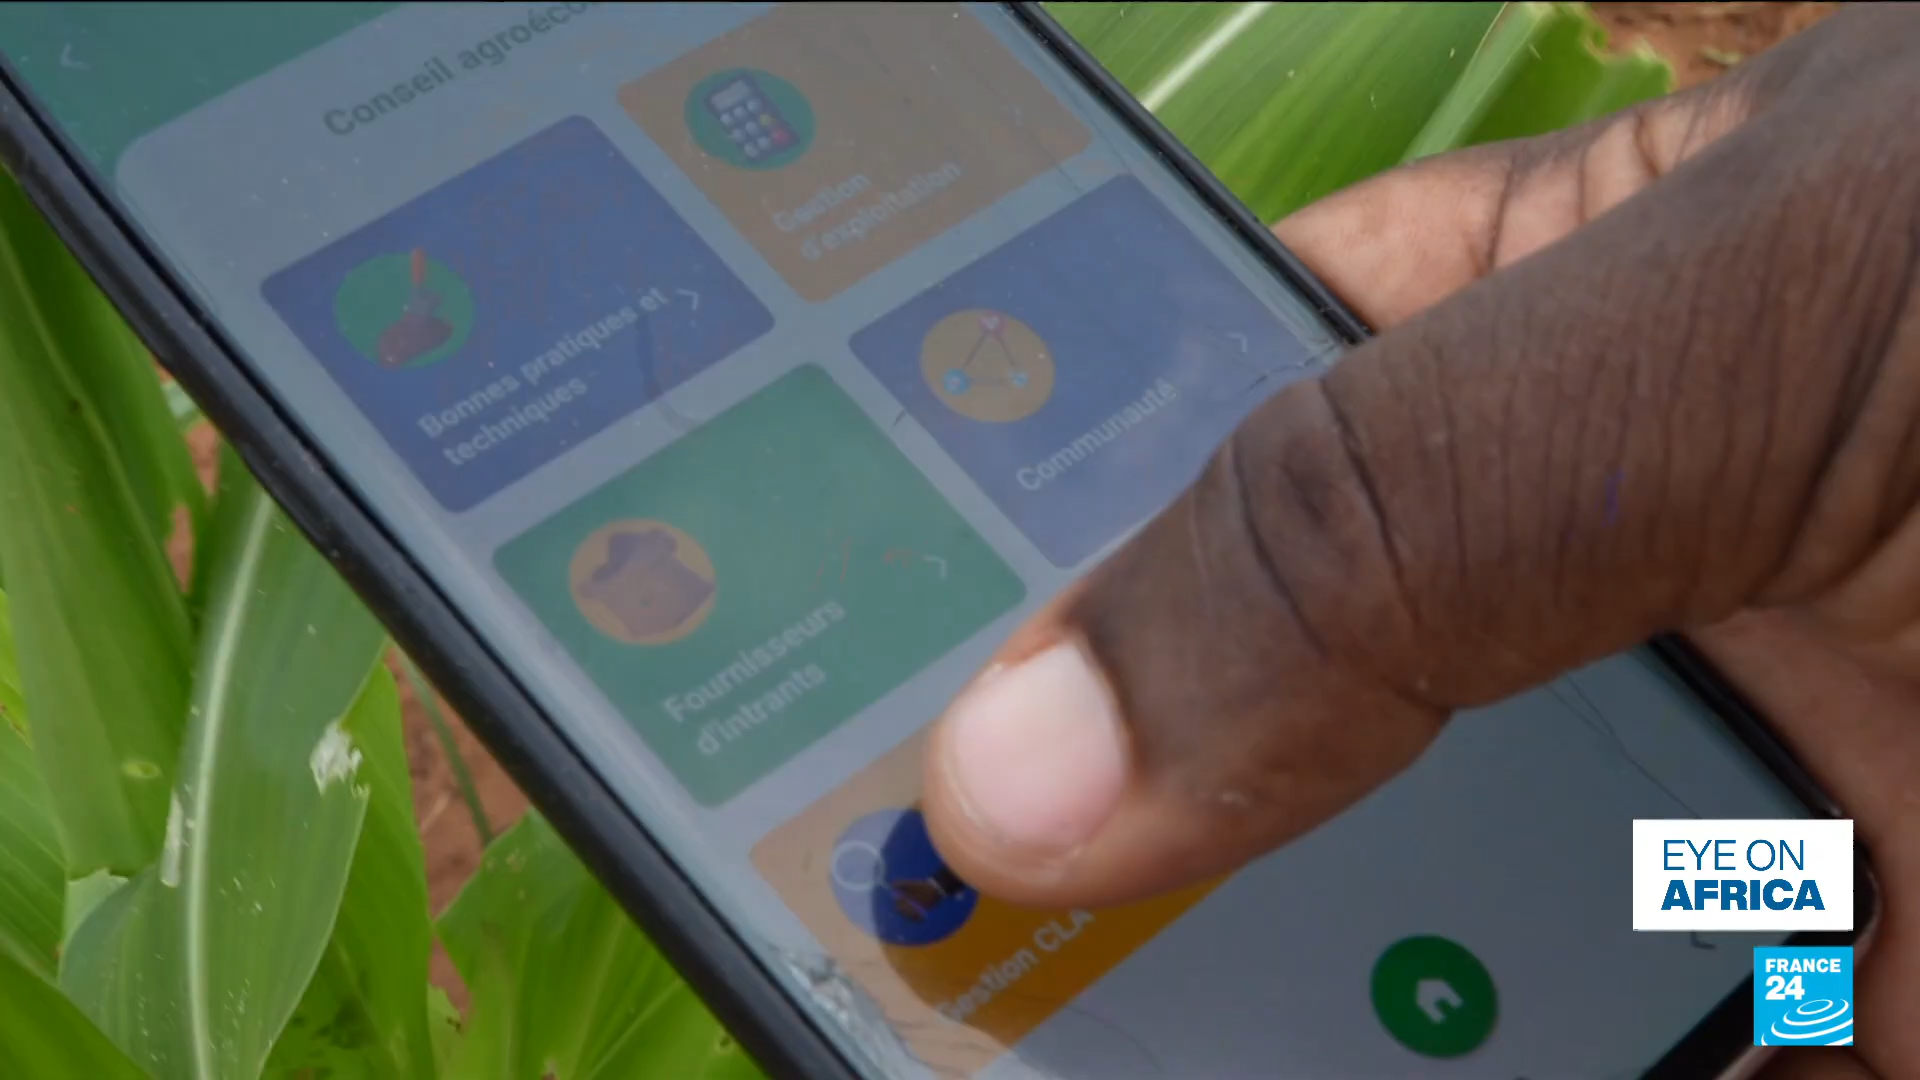 Conseil agroéco
Gestion
d'exploitation
Bonnes pratiques et
techniques
Communauté
Fournisseurs
d'intrants
Gestion CLA
EYE ON
AFRICA
FRANCE
24